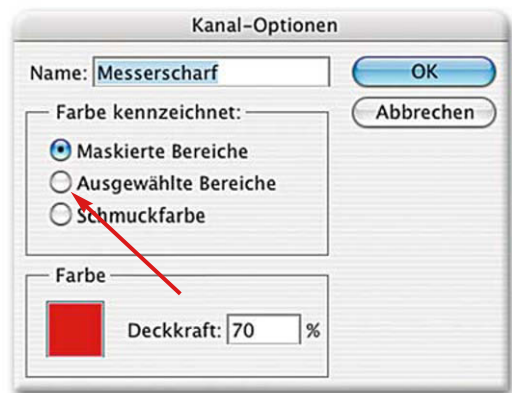 Kanal-Optionen
Name: Messerscharf
OK
Farbe kennzeichnet:
Abbrechen
Maskierte Bereiche
Ausgewählte Bereiche
Schmuckfarbe
Farbe
Deckkraft: 70 %